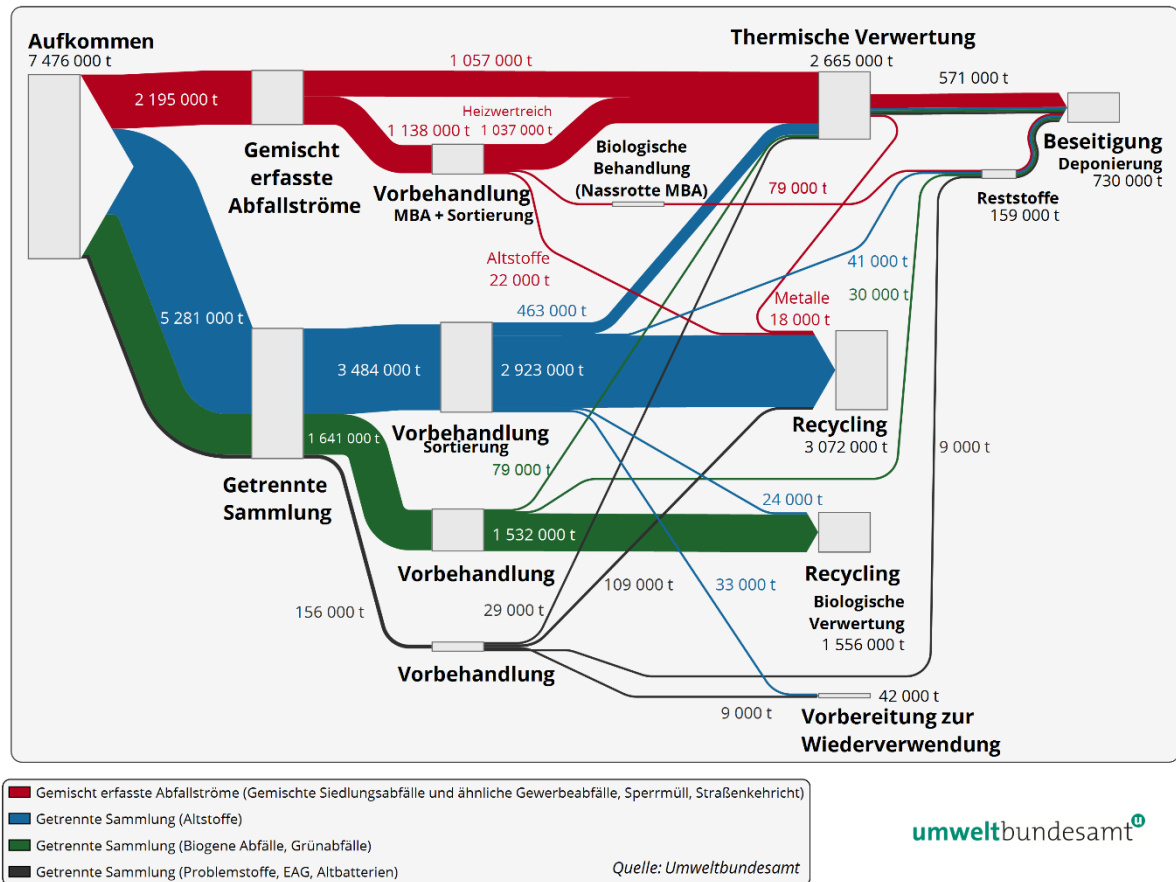 Aufkommen
7 476 000 t
2 195 000 t
Gemischt
erfasste
Abfallströme
1 057 000 t
1 138 000 t
Heizwertreich
1 037 000 t
Vorbehandlung
MBA + Sortierung
Biologische
Behandlung
(Nassrotte MBA)
79 000 t
Thermische Verwertung
2 665 000 t
571 000 t
Beseitigung
Deponierung
730 000 t
Reststoffe
159 000 t
Altstoffe
22 000 t
41 000 t
30 000 t
Metalle
18 000 t
463 000 t
5 281 000 t
3 484 000 t
2 923 000 t
Vorbehandlung
Sortierung
Recycling
3 072 000 t
9 000 t
1 641 000 t
Getrennte
Sammlung
79 000 t
24 000 t
1 532 000 t
Vorbehandlung
Recycling
Biologische
Verwertung
1 556 000 t
109 000 t
33 000 t
29 000 t
156 000 t
Vorbehandlung
9 000 t
42 000 t
Vorbereitung zur
Wiederverwendung
Gemischt erfasste Abfallströme (Gemischte Siedlungsabfälle und ähnliche Gewerbeabfälle, Sperrmüll, Straßenkehricht)
Getrennte Sammlung (Altstoffe)
Getrennte Sammlung (Biogene Abfälle, Grünabfälle)
Getrennte Sammlung (Problemstoffe, EAG, Altbatterien)
Quelle: Umweltbundesamt
umweltbundesamt u